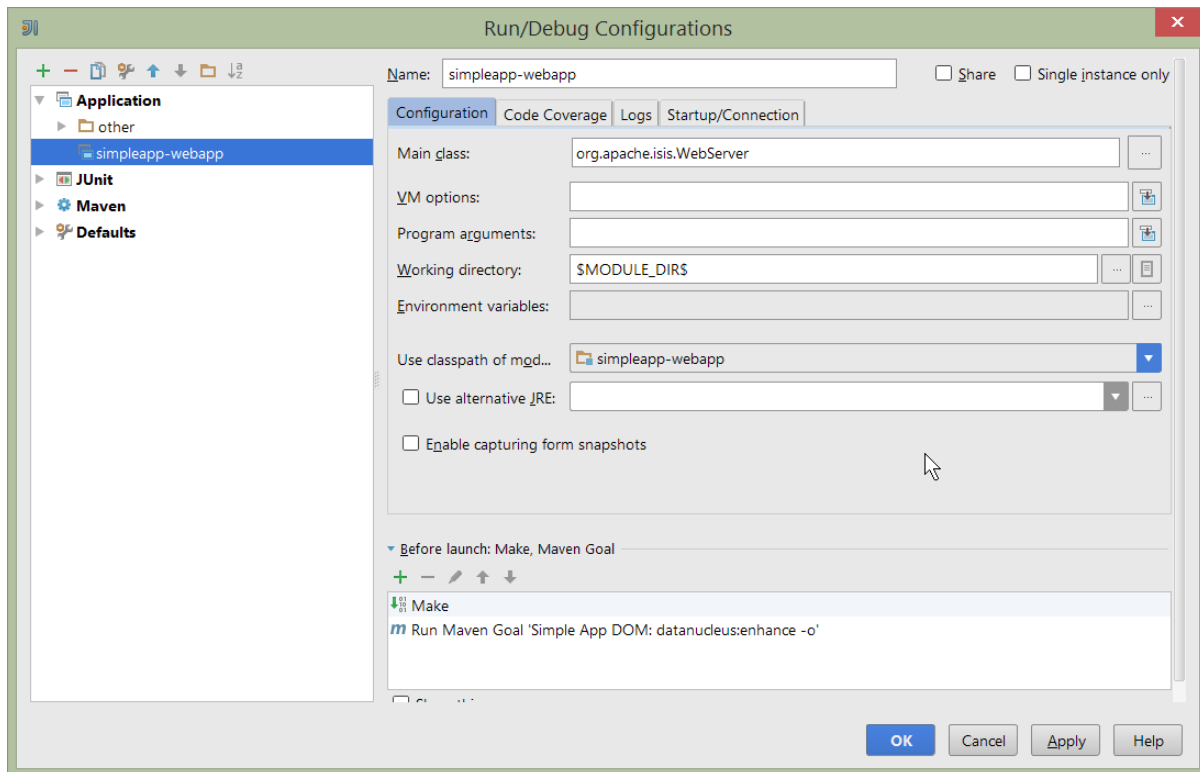 Run/Debug Configurations
Name: simpleapp-webapp Share Single instance only
Application
other
simpleapp-webapp
JUnit
Maven
Defaults
Configuration Code Coverage Logs Startup/Connection
Main class: org.apache.isis.WebServer ...
VM options:
Program arguments:
Working directory: $MODULE_DIR$ ...
Environment variables: ...
Use classpath of mod... simpleapp-webapp
Use alternative JRE: ...
Enable capturing form snapshots
Before launch: Make, Maven Goal
Make
Run Maven Goal 'Simple App DOM: datanucleus:enhance -o'
OK Cancel Apply Help